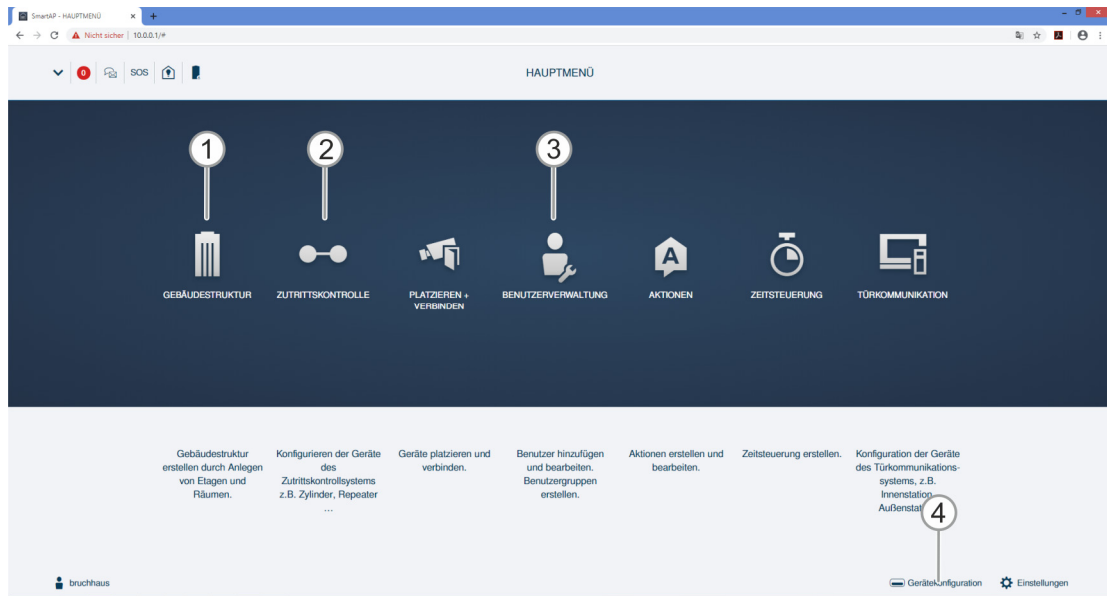 SmartAP - HAUPTMENÜ
Nicht sicher | 10.0.0.1/#
0 SOS
HAUPTMENÜ
1
2
3
A
GEBÄUDESTRUKTUR
ZUTRITTSKONTROLLE
PLATZIEREN +
VERBINDEN
BENUTZERVERWALTUNG
AKTIONEN
ZEITSTEUERUNG
TÜRKOMMUNIKATION
Gebäudestruktur
erstellen durch Anlegen
von Etagen und
Räumen.
Konfigurieren der Geräte
des
Zutrittskontrollsystems
z.B. Zylinder, Repeater
...
Geräte platzieren und
verbinden.
Benutzer hinzufügen
und bearbeiten.
Benutzergruppen
erstellen.
Aktionen erstellen und
bearbeiten.
Zeitsteuerung erstellen.
Konfiguration der Geräte
des Türkommunikations-
systems, z.B.
Innenstation,
4
bruchhaus
Einstellungen